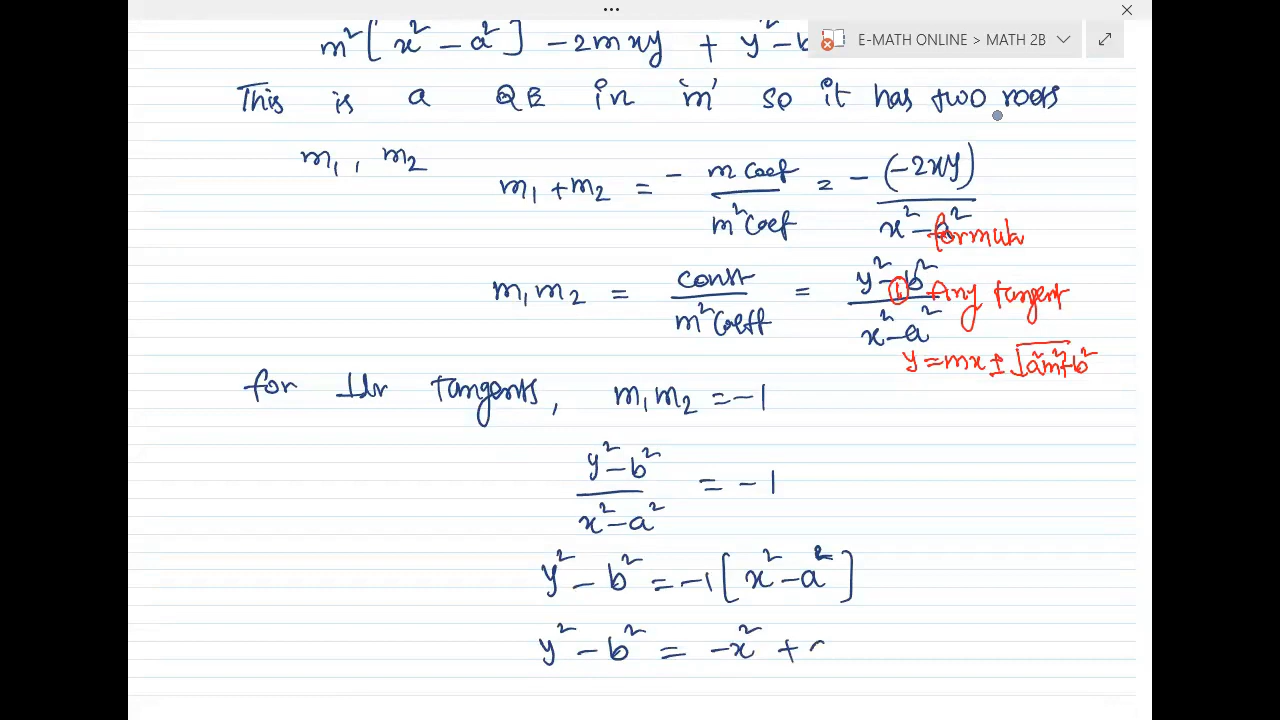 m²[x² - a²] - 2mxy + y² - b
E-MATH ONLINE > MATH 2B
This is a QE in 'm' so it has two roots
m₁, m₂
m₁ + m₂ = - m coef / m² coef = - (-2xy) / x² - a²
formula
m₁m₂ = const / m² coeff = y² - b² / x² - a²
① Any tangent
y = mx ± √a²m² + b²
for ⊥lr tangents, m₁m₂ = -1
y² - b² / x² - a² = -1
y² - b² = -1[x² - a²]
y² - b² = -x² +